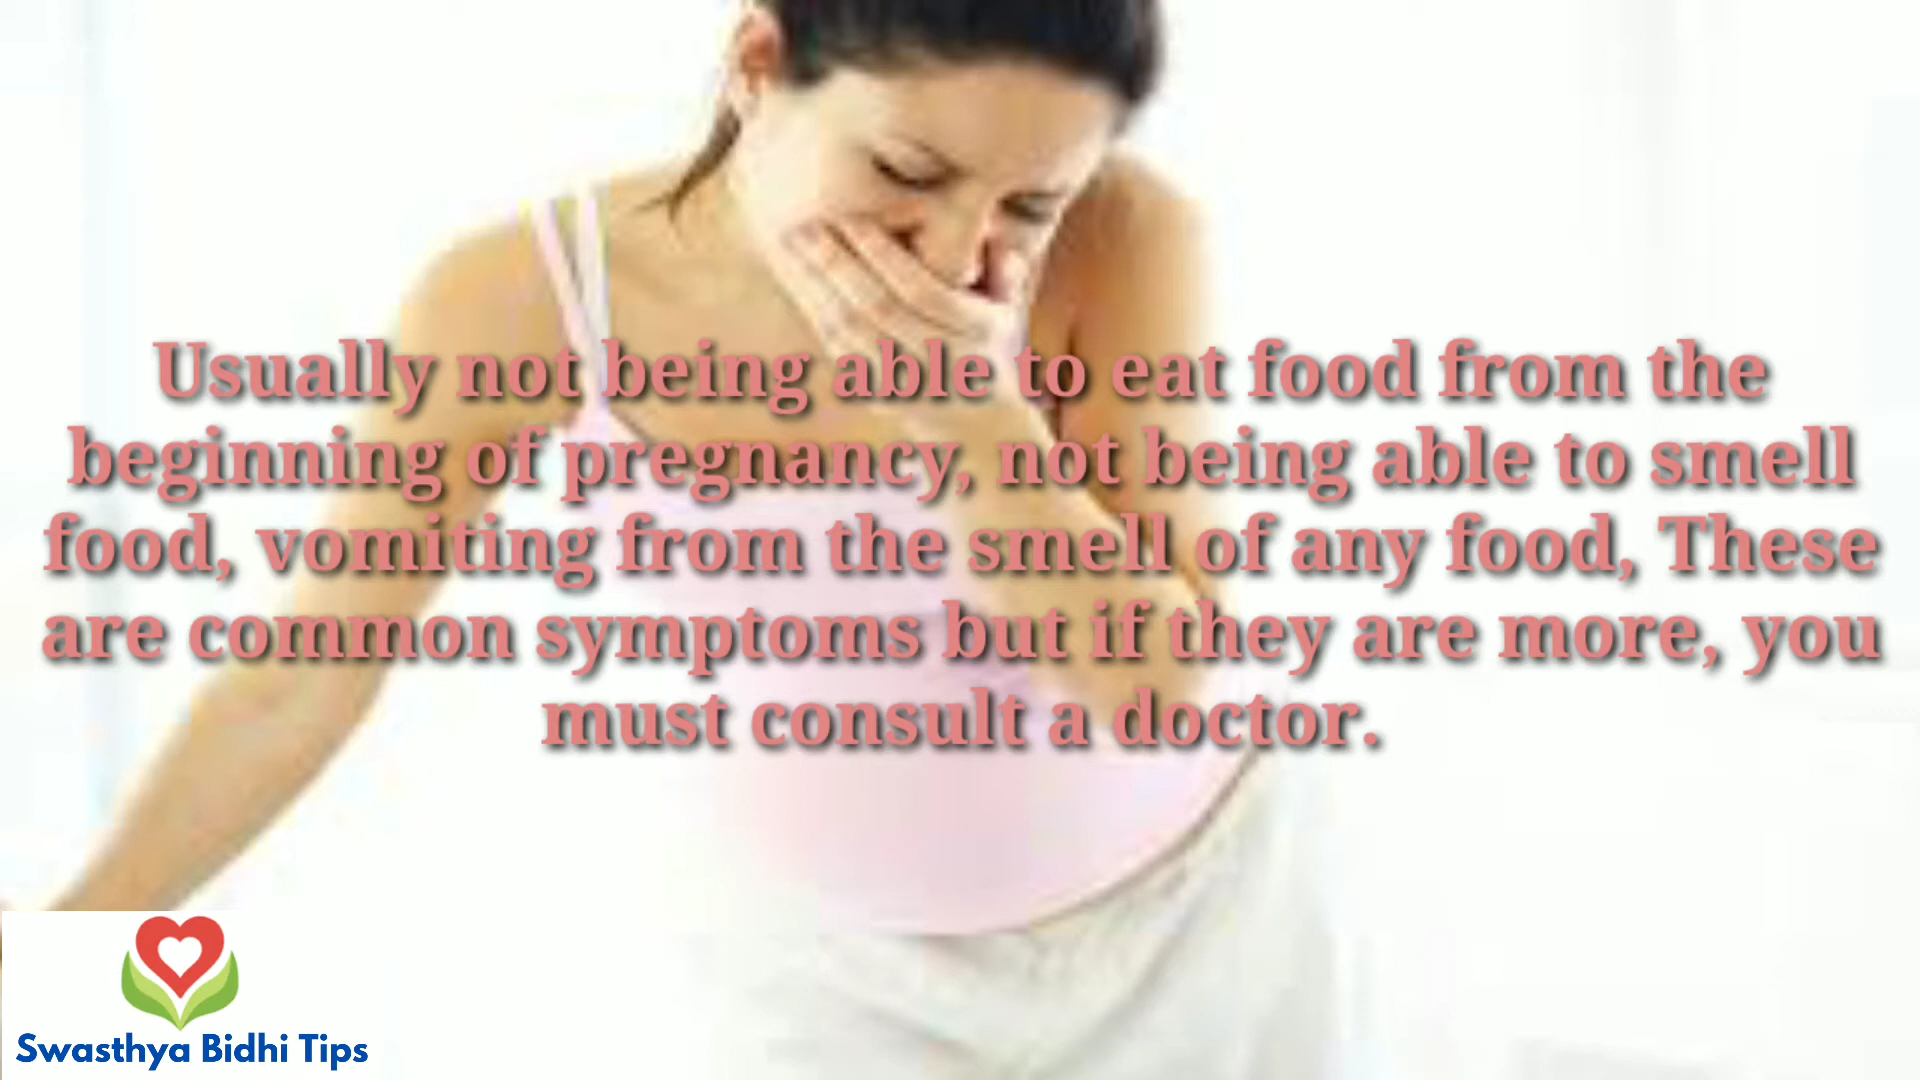 Usually not being able to eat food from the
beginning of pregnancy, not being able to smell
food, vomiting from the smell of any food, These
are common symptoms but if they are more, you
must consult a doctor.
Swasthya Bidhi Tips